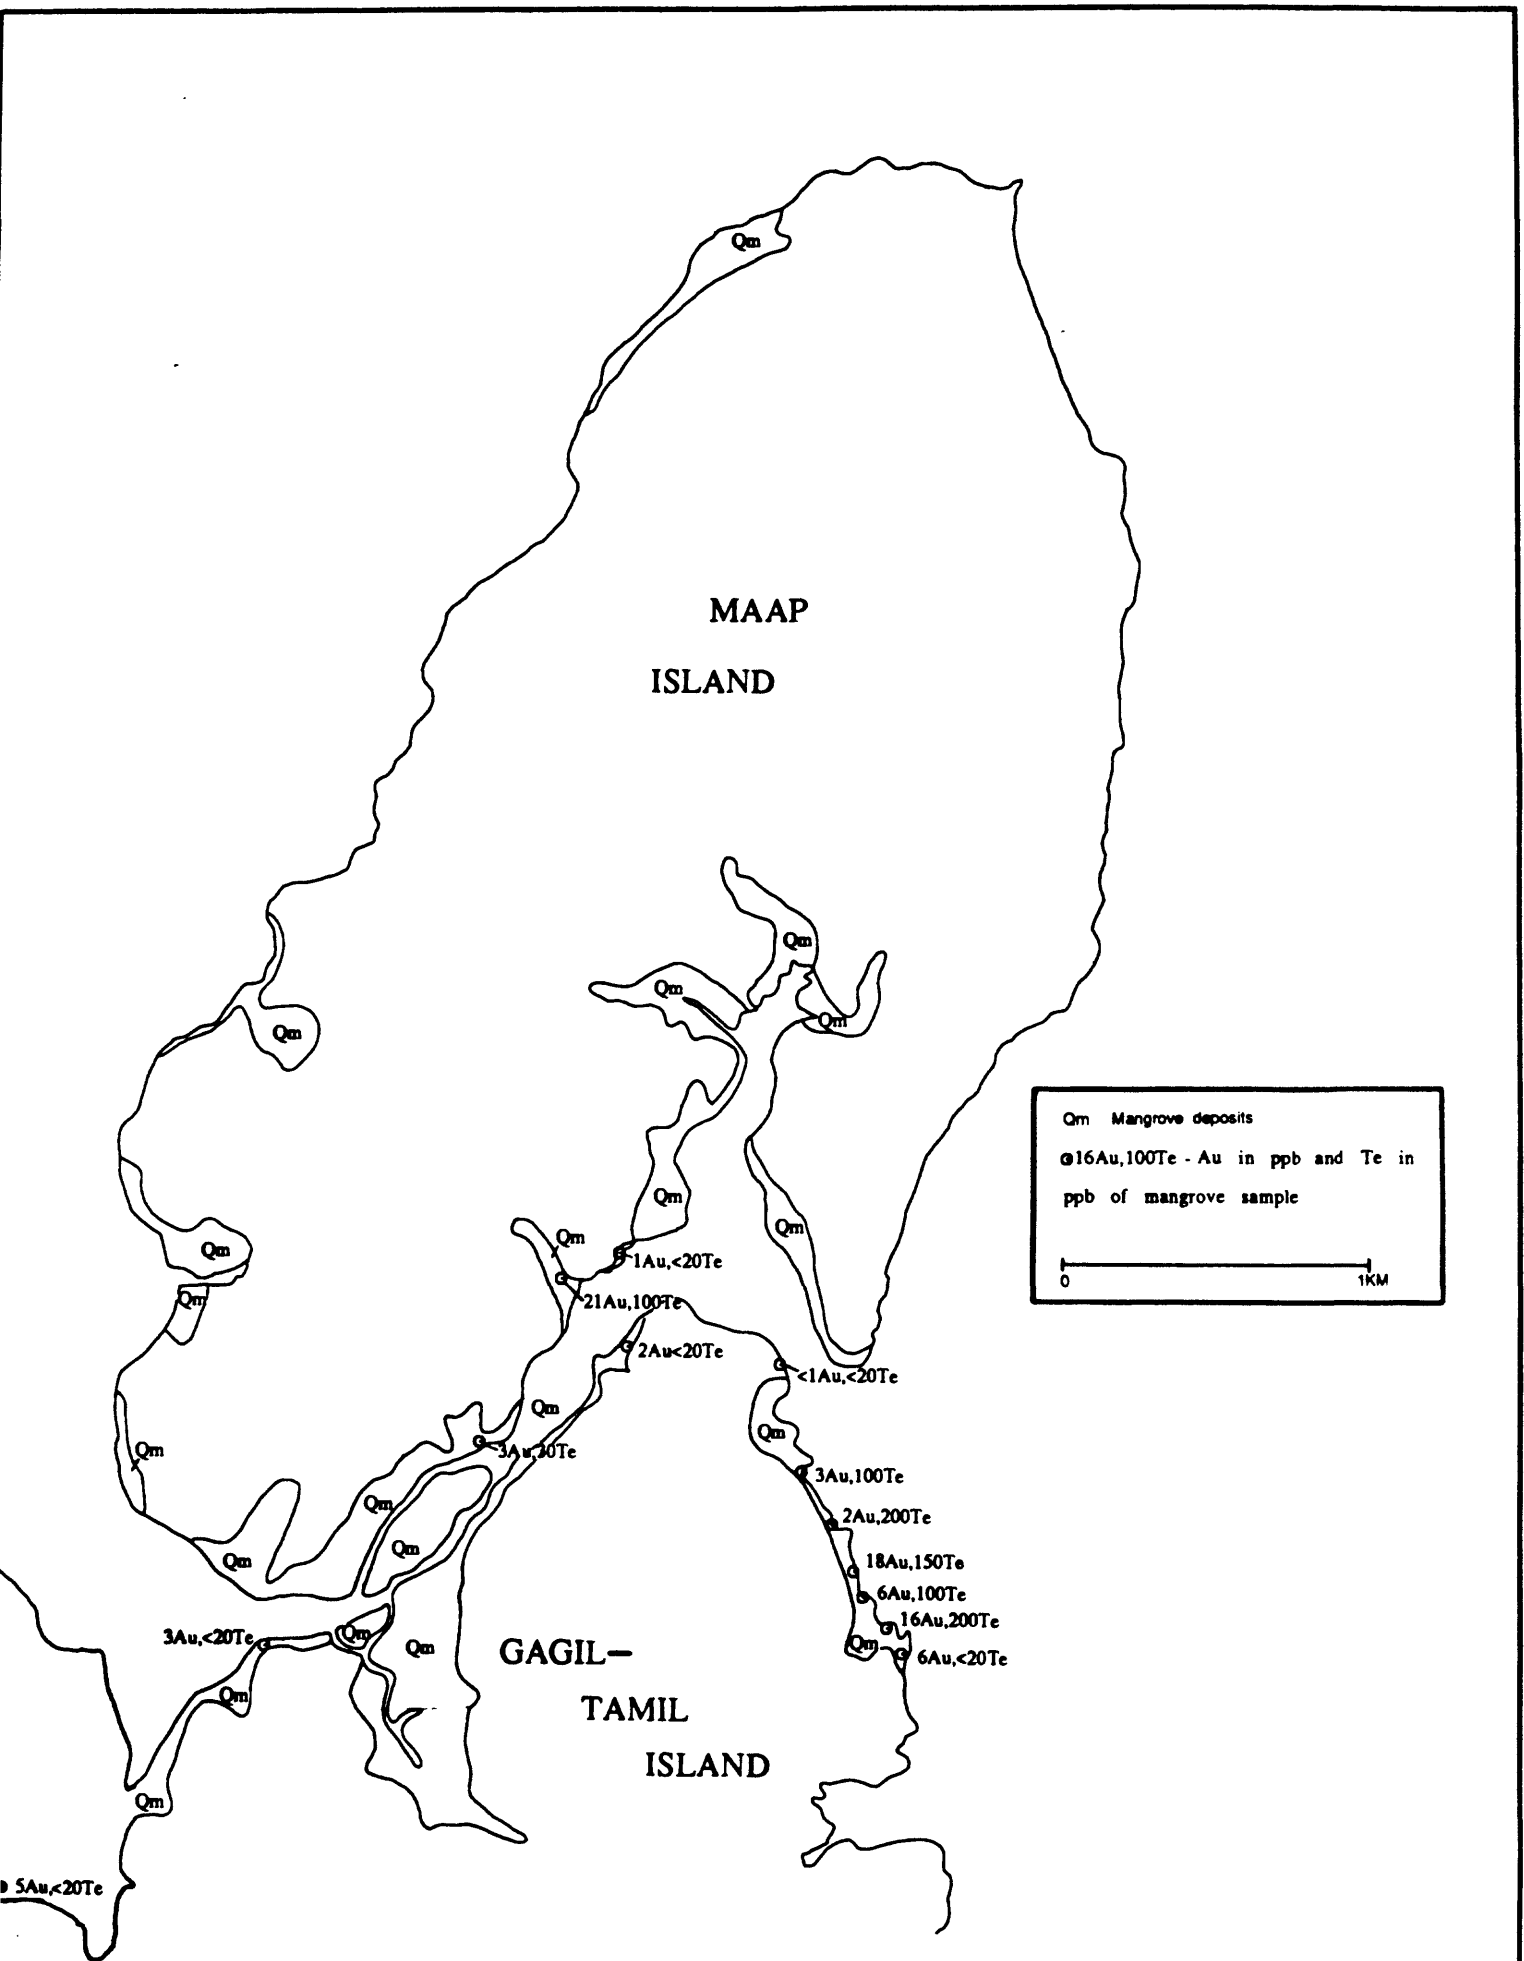 Qm
MAAP
ISLAND
Qm
Qm
Qm
Qm
Qm Mangrove deposits
16Au,100Te - Au in ppb and Te in
ppb of mangrove sample
0 1KM
Qm
Qm
Qm
Qm
1Au,<20Te
Qm
21Au,100Te
2Au<20Te
<1Au,<20Te
Qm
Qm
Qm
3Au,
3Au,100Te
Qm
2Au,200Te
Qm
Qm
18Au,150Te
6Au,100Te
16Au,200Te
3Au,<20Te
Qm
Qm
Qm
6Au,<20Te
GAGIL-
TAMIL
ISLAND
Qm
Qm
5Au,<20Te